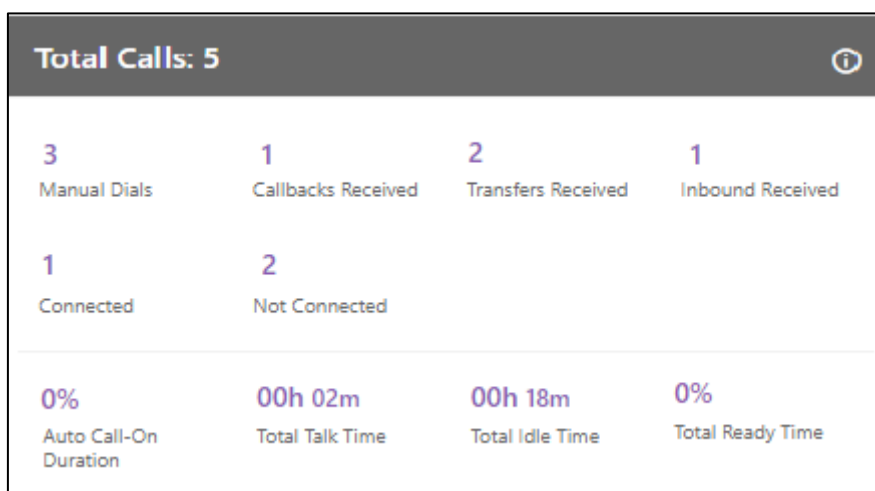 Total Calls: 5
3 1 2 1
Manual Dials Callbacks Received Transfers Received Inbound Received
1 2
Connected Not Connected
0% 00h 02m 00h 18m 0%
Auto Call-On Total Talk Time Total Idle Time Total Ready Time
Duration